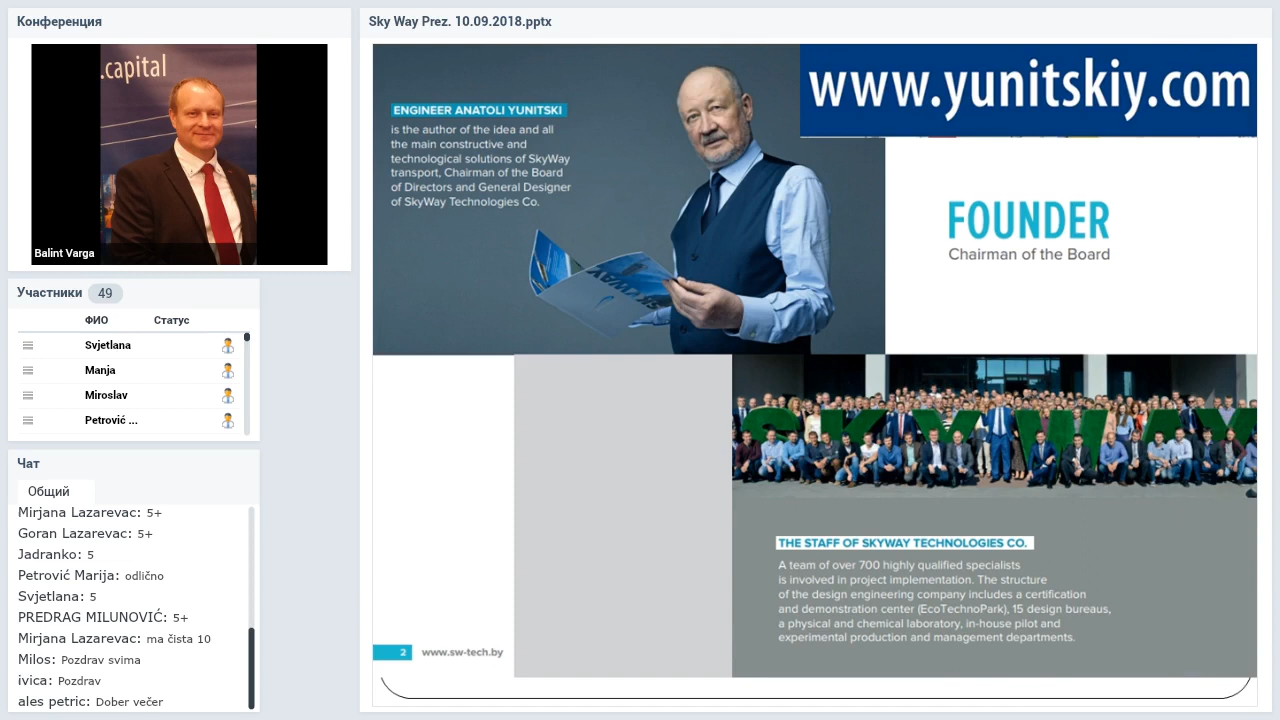 Конференция
.capital
Balint Varga
Участники 49
ФИО Статус
Svjetlana
Manja
Miroslav
Petrović ...
Чат
Общий
Mirjana Lazarevac: 5+
Goran Lazarevac: 5+
Jadranko: 5
Petrović Marija: odlično
Svjetlana: 5
PREDRAG MILUNOVIĆ: 5+
Mirjana Lazarevac: ma čista 10
Milos: Pozdrav svima
ivica: Pozdrav
ales petric: Dober večer
Sky Way Prez. 10.09.2018.pptx
www.yunitskiy.com
ENGINEER ANATOLI YUNITSKI
is the author of the idea and all
the main constructive and
technological solutions of SkyWay
transport, Chairman of the Board
of Directors and General Designer
of SkyWay Technologies Co.
SKYWAY
FOUNDER
Chairman of the Board
SKYWAY
THE STAFF OF SKYWAY TECHNOLOGIES CO.
A team of over 700 highly qualified specialists
is involved in project implementation. The structure
of the design engineering company includes a certification
and demonstration center (EcoTechnoPark), 15 design bureaus,
a physical and chemical laboratory, in-house pilot and
experimental production and management departments.
2 www.sw-tech.by